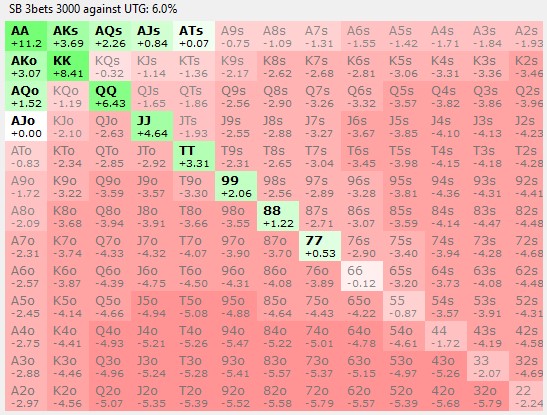 SB 3bets 3000 against UTG: 6.0%
AA AKs AQs AJs ATs A9s A8s A7s A6s A5s A4s A3s A2s
+11.2 +3.69 +2.26 +0.84 +0.07 -0.75 -1.09 -1.31 -1.55 -1.42 -1.71 -1.84 -1.93
AKo KK KQs KJs KTs K9s K8s K7s K6s K5s K4s K3s K2s
+3.07 +8.41 -0.32 -1.14 -1.36 -2.17 -2.62 -2.68 -2.81 -3.06 -3.31 -3.36 -3.46
AQo KQo QQ QJs QTs Q9s Q8s Q7s Q6s Q5s Q4s Q3s Q2s
+1.52 -1.19 +6.43 -1.65 -1.86 -2.56 -2.90 -3.26 -3.32 -3.57 -3.82 -3.86 -3.96
AJo KJo QJo JJ JTs J9s J8s J7s J6s J5s J4s J3s J2s
+0.00 -2.10 -2.63 +4.64 -1.93 -2.55 -2.88 -3.27 -3.67 -3.85 -4.10 -4.13 -4.23
ATo KTo QTo JTo TT T9s T8s T7s T6s T5s T4s T3s T2s
-0.83 -2.34 -2.85 -2.92 +3.31 -2.31 -2.65 -3.04 -3.45 -3.98 -4.15 -4.18 -4.28
A9o K9o Q9o J9o T9o 99 98s 97s 96s 95s 94s 93s 92s
-1.72 -3.22 -3.59 -3.57 -3.30 +2.06 -2.56 -2.89 -3.28 -3.81 -4.36 -4.31 -4.41
A8o K8o Q8o J8o T8o 98o 88 87s 86s 85s 84s 83s 82s
-2.09 -3.68 -3.94 -3.91 -3.66 -3.55 +1.22 -2.71 -3.07 -3.59 -4.14 -4.47 -4.48
A7o K7o Q7o J7o T7o 97o 87o 77 76s 75s 74s 73s 72s
-2.31 -3.74 -4.33 -4.32 -4.07 -3.90 -3.70 +0.53 -2.90 -3.40 -3.94 -4.28 -4.68
A6o K6o Q6o J6o T6o 96o 86o 76o 66 65s 64s 63s 62s
-2.57 -3.87 -4.39 -4.75 -4.50 -4.31 -4.08 -3.89 -0.12 -3.20 -3.73 -4.08 -4.48
A5o K5o Q5o J5o T5o 95o 85o 75o 65o 55 54s 53s 52s
-2.45 -4.14 -4.66 -4.94 -5.08 -4.88 -4.64 -4.43 -4.22 -0.87 -3.57 -3.91 -4.31
A4o K4o Q4o J4o T4o 94o 84o 74o 64o 54o 44 43s 42s
-2.75 -4.41 -4.93 -5.21 -5.26 -5.47 -5.22 -5.01 -4.78 -4.61 -1.72 -4.19 -4.58
A3o K3o Q3o J3o T3o 93o 83o 73o 63o 53o 43o 33 32s
-2.88 -4.46 -4.96 -5.24 -5.28 -5.41 -5.57 -5.37 -5.15 -4.97 -5.26 -2.07 -4.69
A2o K2o Q2o J2o T2o 92o 82o 72o 62o 52o 42o 32o 22
-2.97 -4.56 -5.07 -5.35 -5.39 -5.52 -5.58 -5.79 -5.57 -5.39 -5.67 -5.79 -2.24